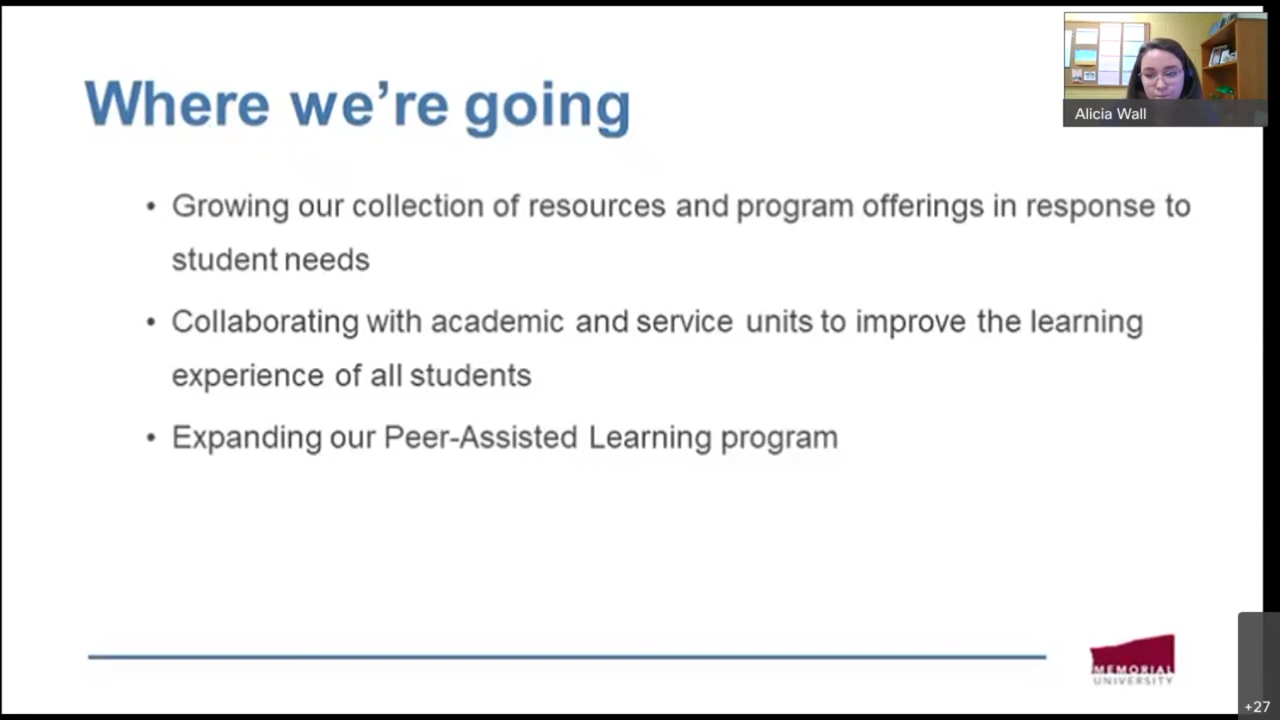 Where we're going
Alicia Wall
• Growing our collection of resources and program offerings in response to
student needs
• Collaborating with academic and service units to improve the learning
experience of all students
• Expanding our Peer-Assisted Learning program
MEMORIAL
UNIVERSITY
+27